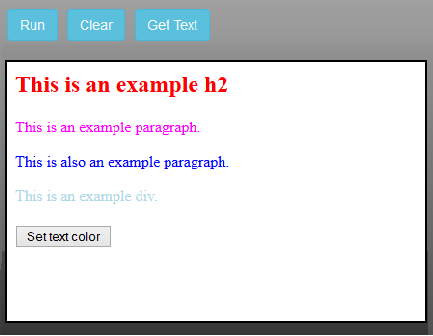 Run Clear Get Text
This is an example h2
This is an example paragraph.
This is also an example paragraph.
This is an example div.
Set text color